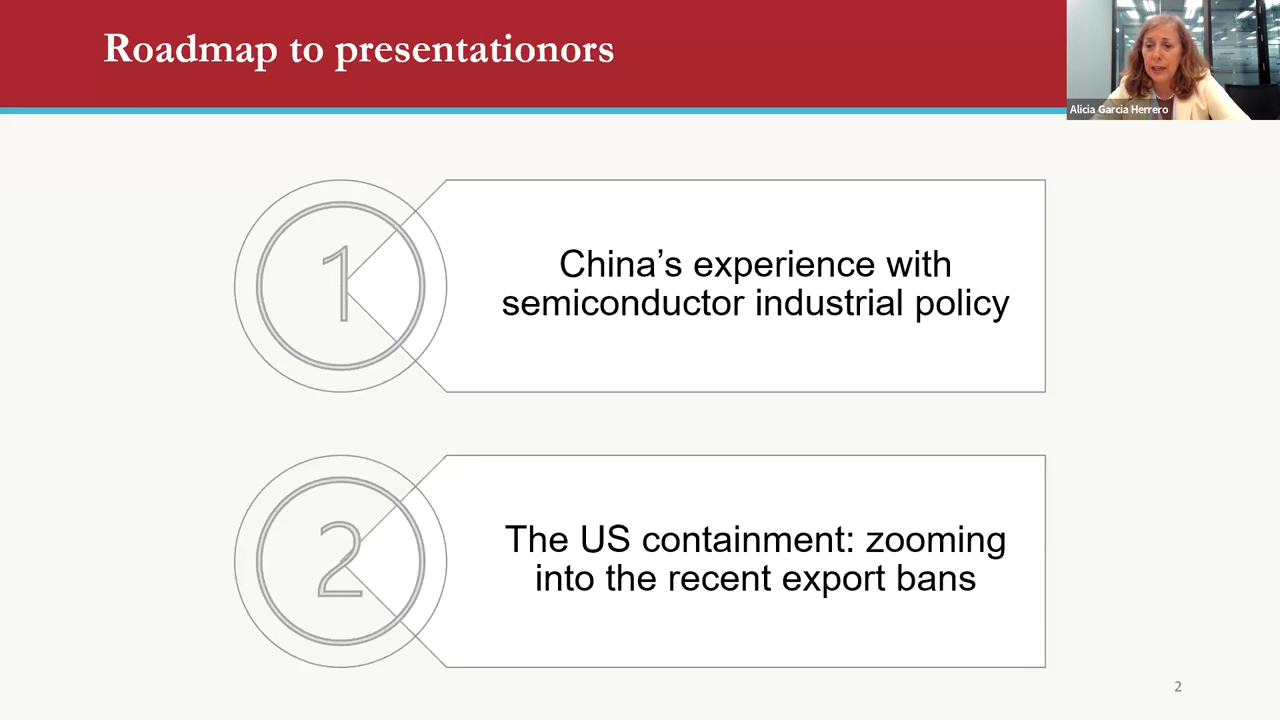 Roadmap to presentationors
Alicia Garcia Herrero
1
China’s experience with
semiconductor industrial policy
2
The US containment: zooming
into the recent export bans
2